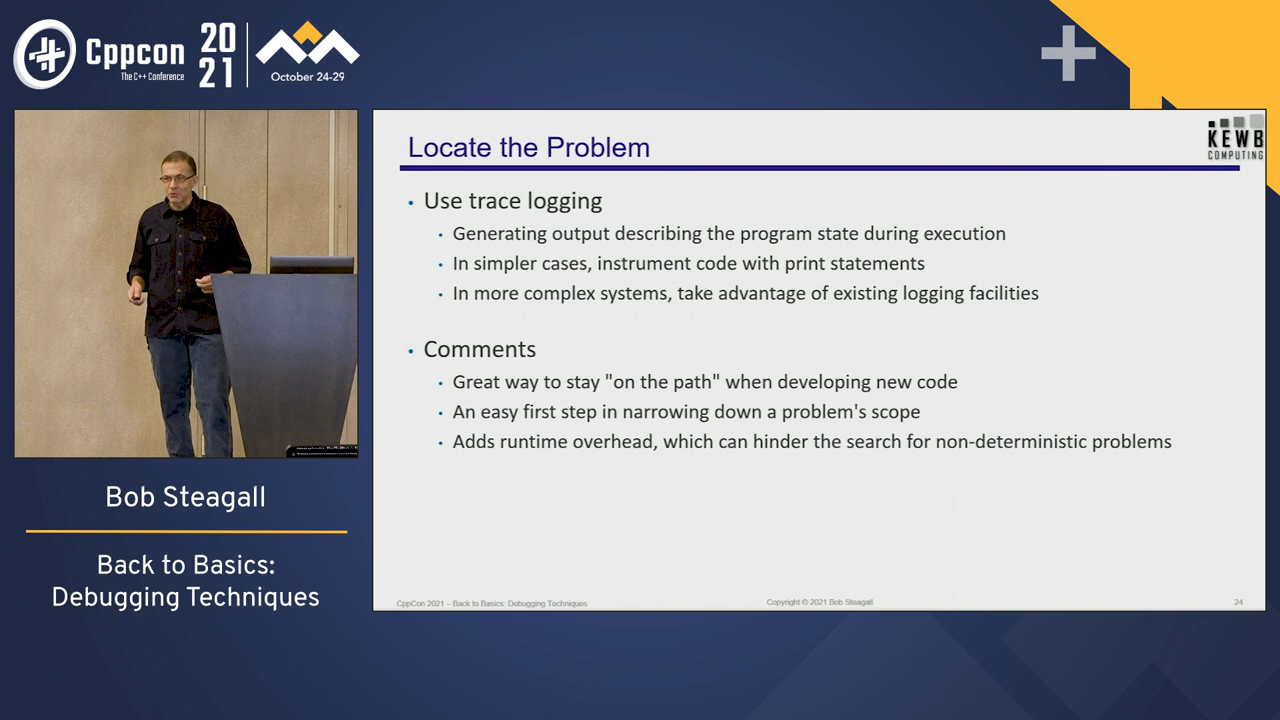 Cppcon
The C++ Conference
20
21
October 24-29
Locate the Problem
KEWB
COMPUTING
• Use trace logging
• Generating output describing the program state during execution
• In simpler cases, instrument code with print statements
• In more complex systems, take advantage of existing logging facilities
• Comments
• Great way to stay "on the path" when developing new code
• An easy first step in narrowing down a problem's scope
• Adds runtime overhead, which can hinder the search for non-deterministic problems
CppCon 2021 – Back to Basics: Debugging Techniques
Copyright © 2021 Bob Steagall
24
Bob Steagall
Back to Basics:
Debugging Techniques